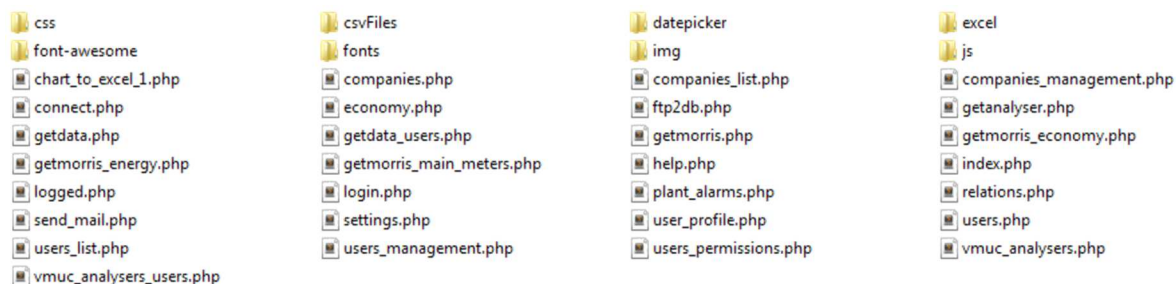 css csvFiles datepicker excel
font-awesome fonts img js
chart_to_excel_1.php companies.php companies_list.php companies_management.php
connect.php economy.php ftp2db.php getanalyser.php
getdata.php getdata_users.php getmorris.php getmorris_economy.php
getmorris_energy.php getmorris_main_meters.php help.php index.php
logged.php login.php plant_alarms.php relations.php
send_mail.php settings.php user_profile.php users.php
users_list.php users_management.php users_permissions.php vmuc_analysers.php
vmuc_analysers_users.php